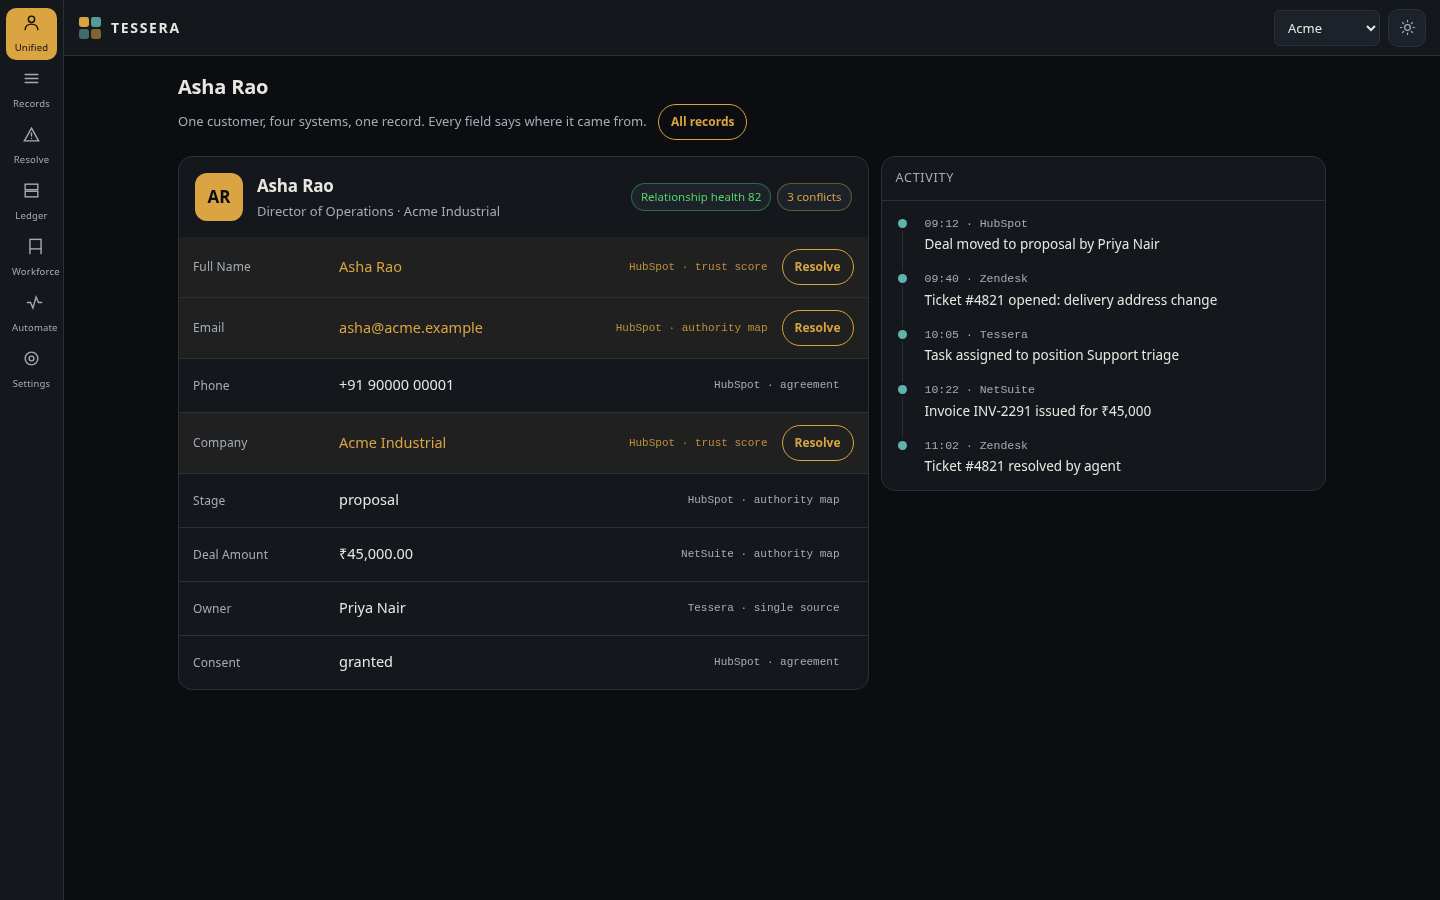 Unified
Records
Resolve
Ledger
Workforce
Automate
Settings
TESSERA
Acme
Asha Rao
One customer, four systems, one record. Every field says where it came from.
All records
AR
Asha Rao
Director of Operations · Acme Industrial
Relationship health 82
3 conflicts
Full Name
Asha Rao
HubSpot · trust score
Resolve
Email
asha@acme.example
HubSpot · authority map
Resolve
Phone
+91 90000 00001
HubSpot · agreement
Company
Acme Industrial
HubSpot · trust score
Resolve
Stage
proposal
HubSpot · authority map
Deal Amount
₹45,000.00
NetSuite · authority map
Owner
Priya Nair
Tessera · single source
Consent
granted
HubSpot · agreement
ACTIVITY
09:12 · HubSpot
Deal moved to proposal by Priya Nair
09:40 · Zendesk
Ticket #4821 opened: delivery address change
10:05 · Tessera
Task assigned to position Support triage
10:22 · NetSuite
Invoice INV-2291 issued for ₹45,000
11:02 · Zendesk
Ticket #4821 resolved by agent